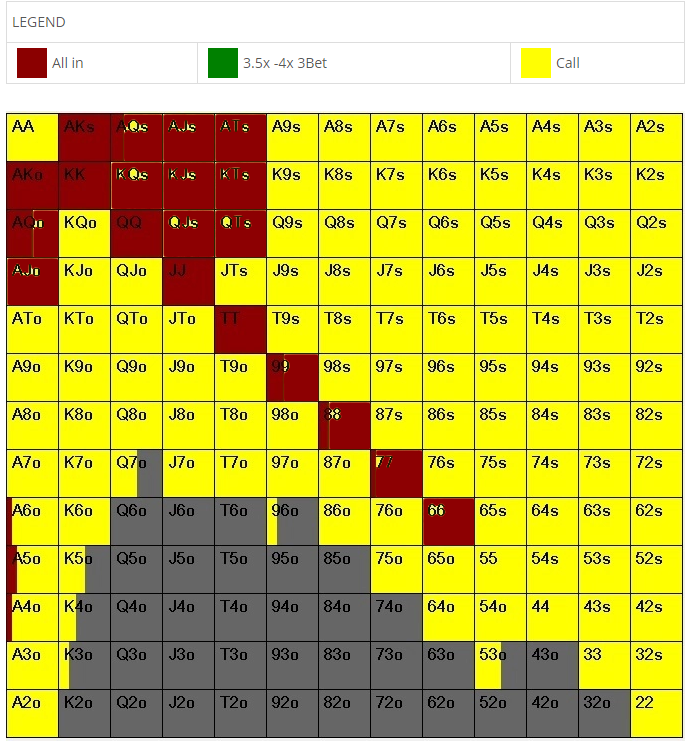 LEGEND
All in 3.5x -4x 3Bet Call
AA AKs AQs AJs ATs A9s A8s A7s A6s A5s A4s A3s A2s
AKo KK KQs KJs KTs K9s K8s K7s K6s K5s K4s K3s K2s
AQo KQo QQ QJs QTs Q9s Q8s Q7s Q6s Q5s Q4s Q3s Q2s
AJo KJo QJo JJ JTs J9s J8s J7s J6s J5s J4s J3s J2s
ATo KTo QTo JTo TT T9s T8s T7s T6s T5s T4s T3s T2s
A9o K9o Q9o J9o T9o 99 98s 97s 96s 95s 94s 93s 92s
A8o K8o Q8o J8o T8o 98o 88 87s 86s 85s 84s 83s 82s
A7o K7o Q7o J7o T7o 97o 87o 77 76s 75s 74s 73s 72s
A6o K6o Q6o J6o T6o 96o 86o 76o 66 65s 64s 63s 62s
A5o K5o Q5o J5o T5o 95o 85o 75o 65o 55 54s 53s 52s
A4o K4o Q4o J4o T4o 94o 84o 74o 64o 54o 44 43s 42s
A3o K3o Q3o J3o T3o 93o 83o 73o 63o 53o 43o 33 32s
A2o K2o Q2o J2o T2o 92o 82o 72o 62o 52o 42o 32o 22